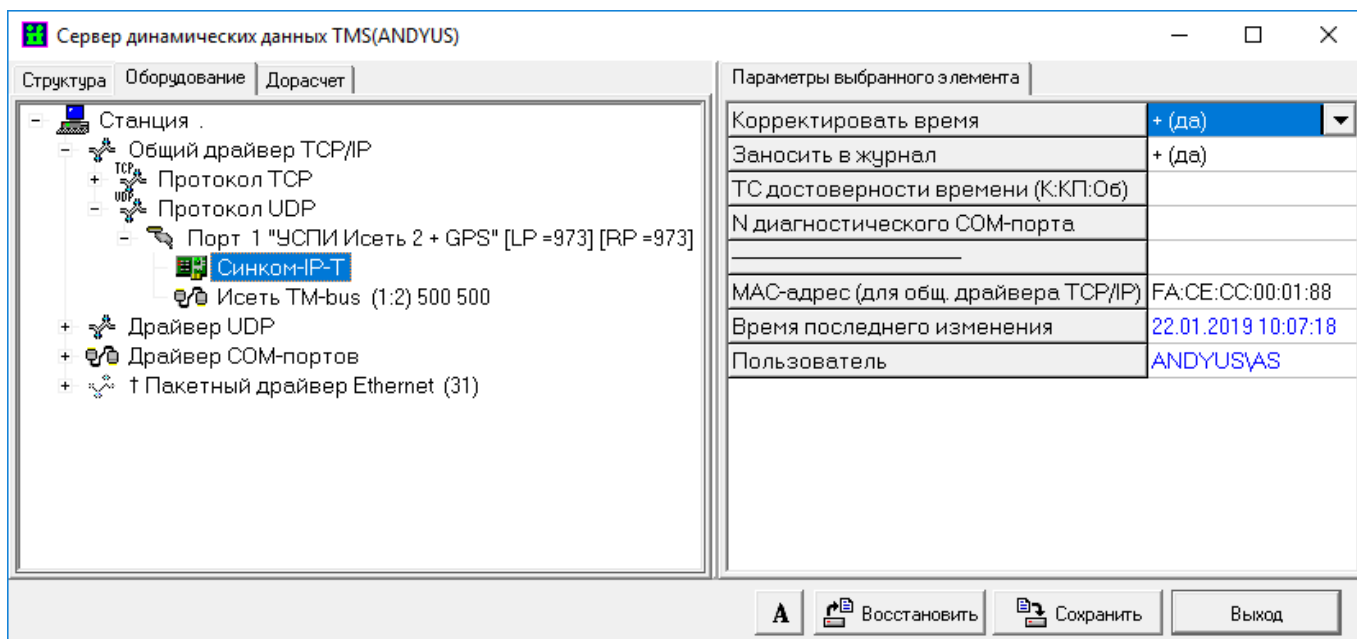 Сервер динамических данных TMS(ANDYUS)
Структура Оборудование Дорасчет
Станция .
Общий драйвер TCP/IP
TCP Протокол TCP
UDP Протокол UDP
Порт 1 "УСПИ Исеть 2 + GPS" [LP =973] [RP =973]
Синком-IP-Т
Исеть TM-bus (1:2) 500 500
Драйвер UDP
Драйвер COM-портов
† Пакетный драйвер Ethernet (31)
Параметры выбранного элемента
Корректировать время + (да)
Заносить в журнал + (да)
ТС достоверности времени (К:КП:Об)
N диагностического COM-порта
MAC-адрес (для общ. драйвера TCP/IP) FA:CE:CC:00:01:88
Время последнего изменения 22.01.2019 10:07:18
Пользователь ANDYUS\AS
A Восстановить Сохранить Выход